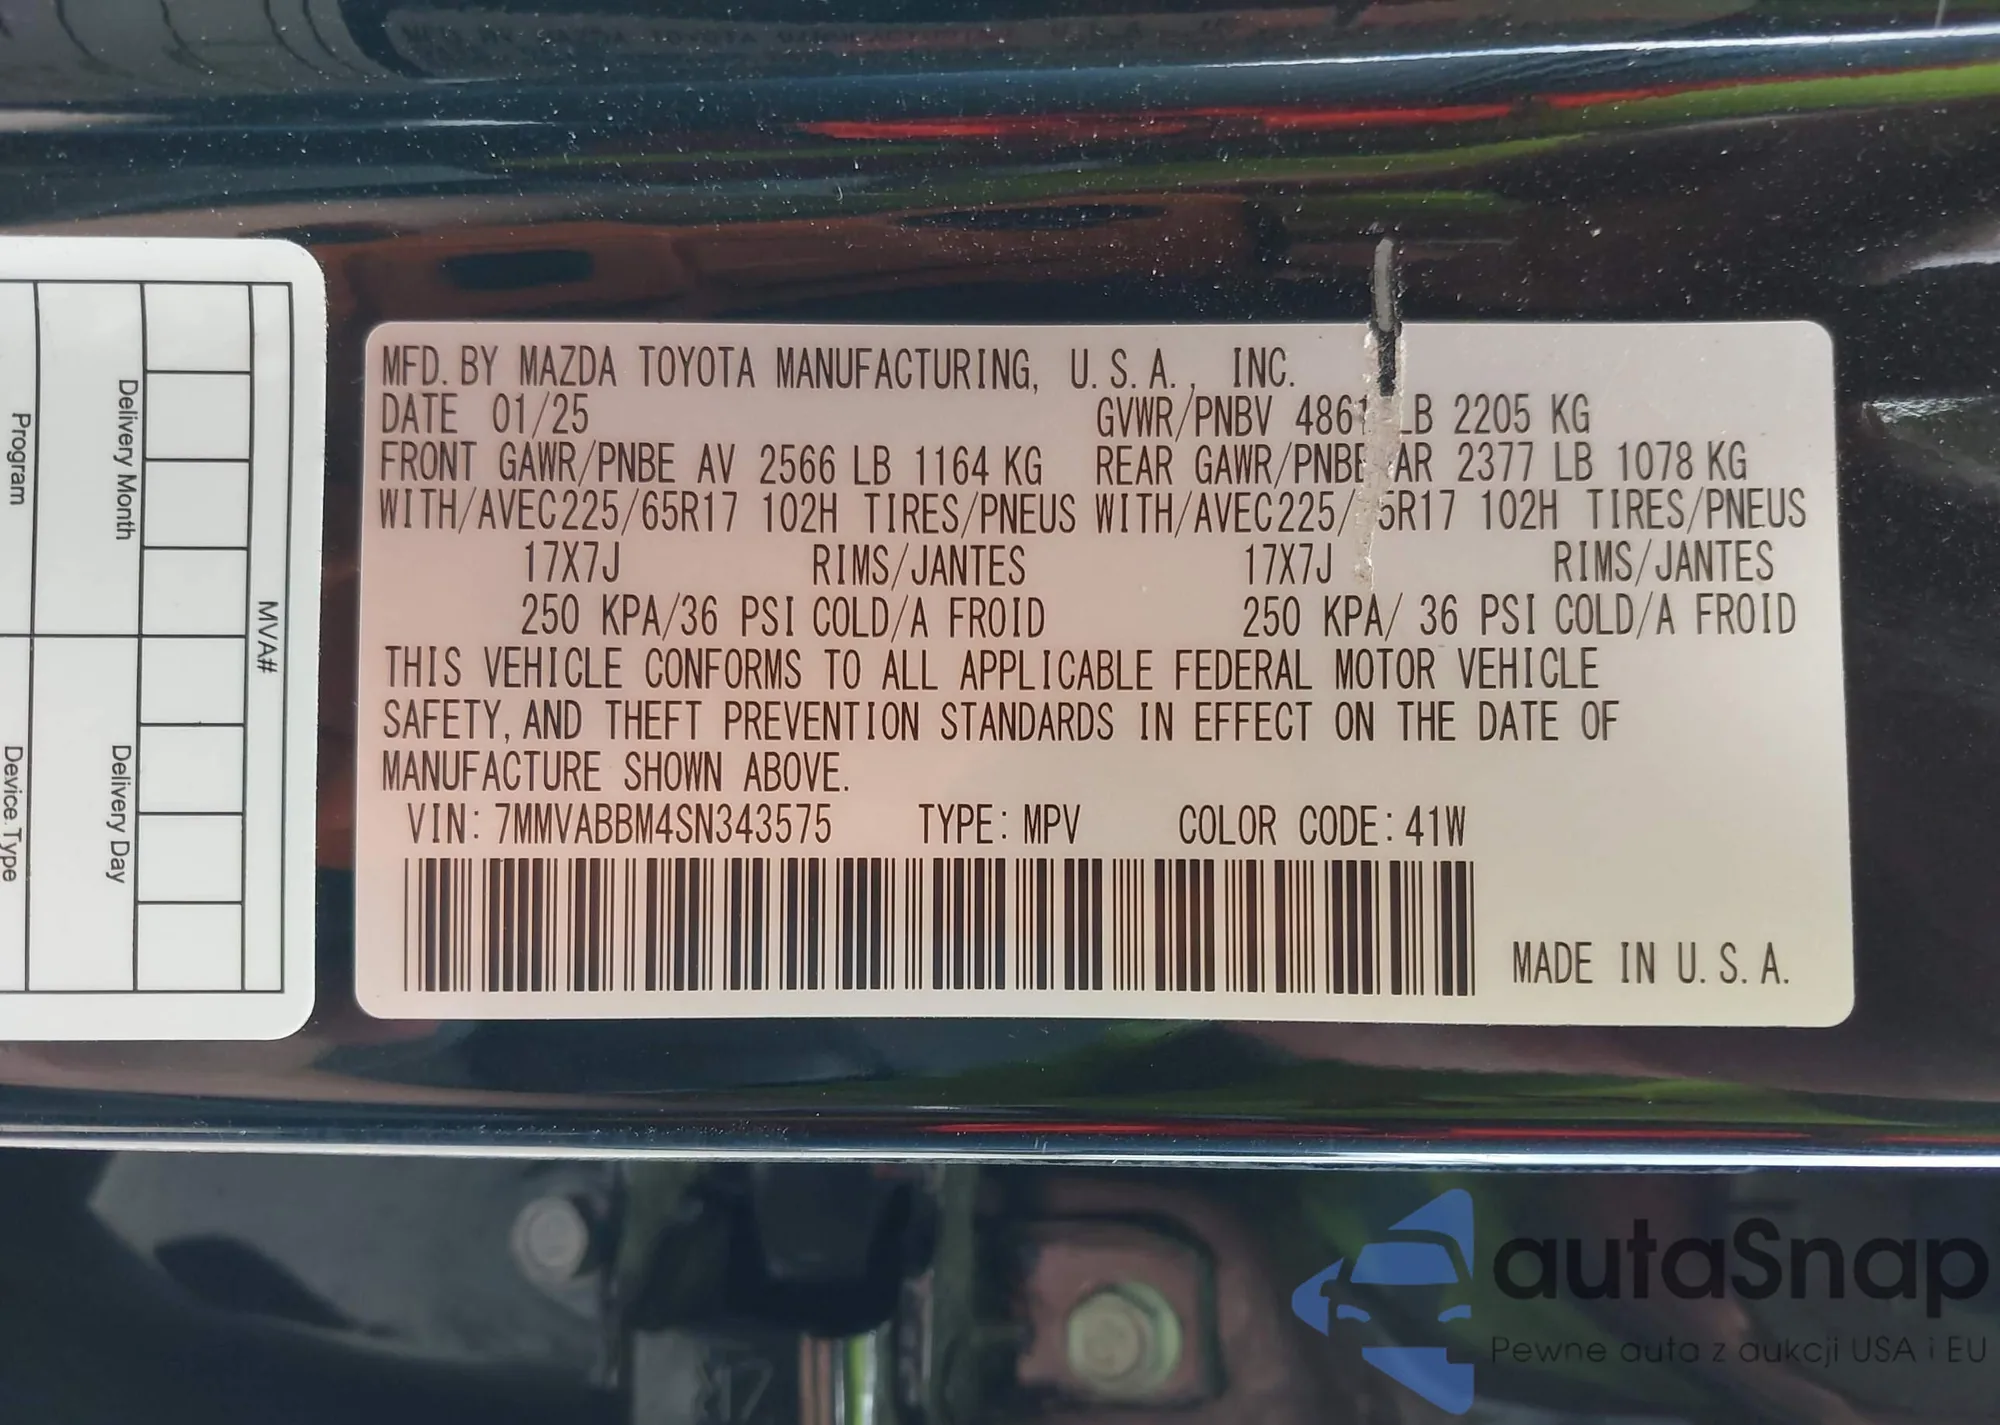 MFD. BY MAZDA TOYOTA MANUFACTURING, U. S. A., INC.
DATE 01/25 GVWR/PNBV 4861 LB 2205 KG
FRONT GAWR/PNBE AV 2566 LB 1164 KG REAR GAWR/PNBE AR 2377 LB 1078 KG
WITH/AVEC225/65R17 102H TIRES/PNEUS WITH/AVEC225/ 5R17 102H TIRES/PNEUS
17X7J RIMS/JANTES 17X7J RIMS/JANTES
250 KPA/36 PSI COLD/A FROID 250 KPA/ 36 PSI COLD/A FROID
THIS VEHICLE CONFORMS TO ALL APPLICABLE FEDERAL MOTOR VEHICLE
SAFETY, AND THEFT PREVENTION STANDARDS IN EFFECT ON THE DATE OF
MANUFACTURE SHOWN ABOVE.
VIN: 7MMVABBM4SN343575 TYPE: MPV COLOR CODE: 41W
MADE IN U. S. A.
MVA#
Delivery Month
Delivery Day
Program
Device Type
autaSnap
Pewne auta z aukcji USA i EU